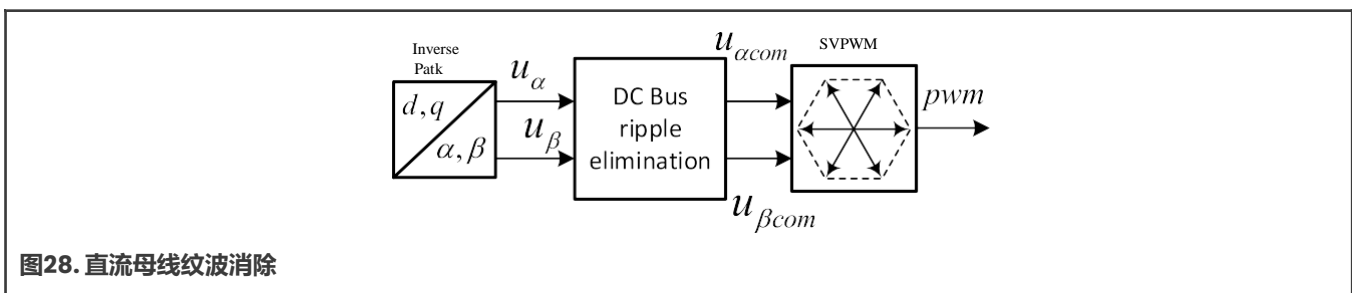 Inverse
Patk
d,q
α,β
u_α
u_β
DC Bus
ripple
elimination
u_αcom
u_βcom
SVPWM
pwm
图28. 直流母线纹波消除